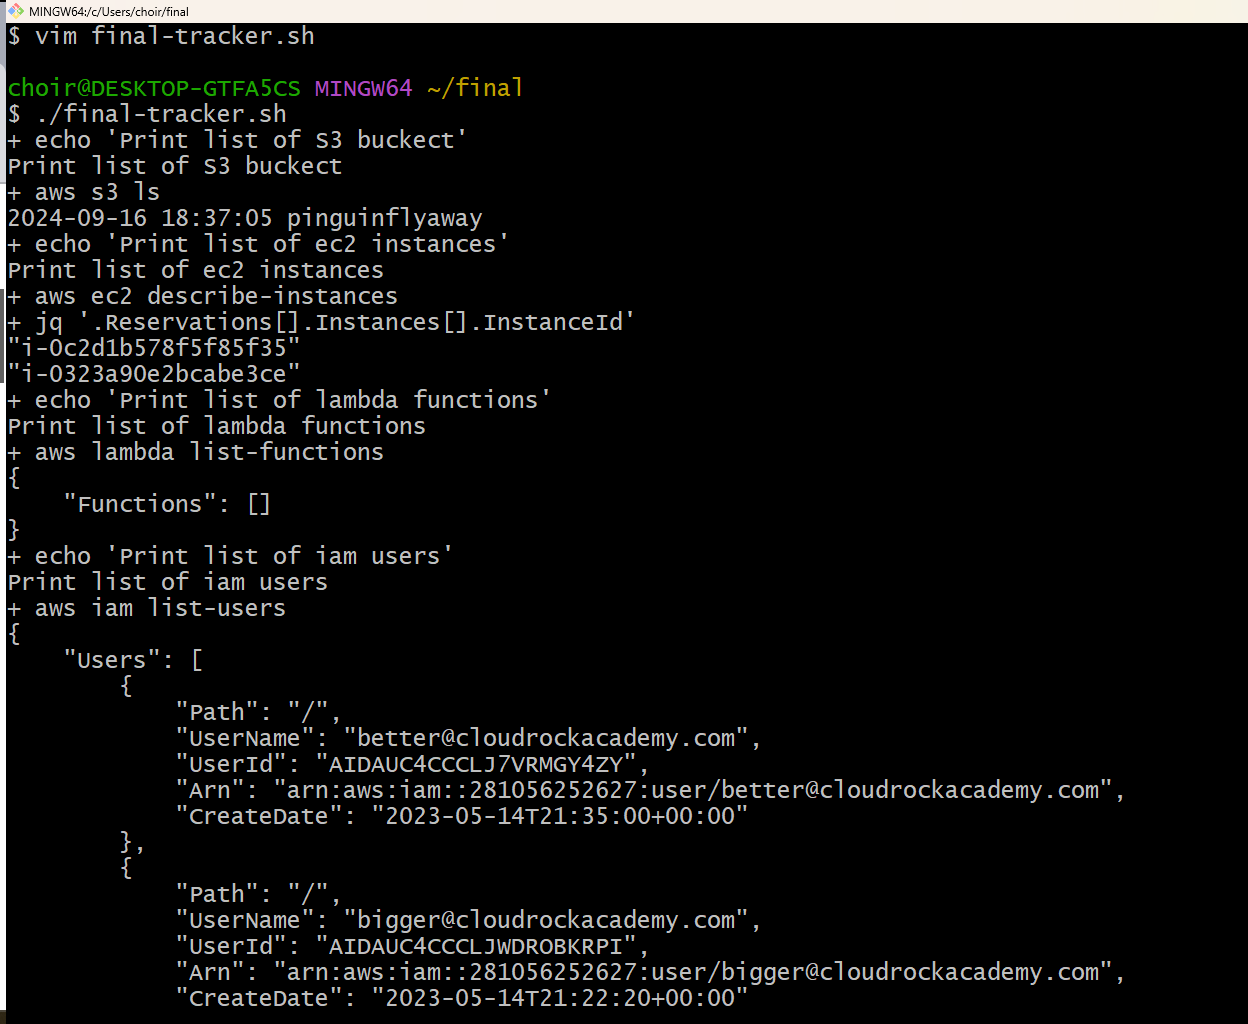 MINGW64:/c/Users/choir/final
$ vim final-tracker.sh
choir@DESKTOP-GTFA5CS MINGW64 ~/final
$ ./final-tracker.sh
+ echo 'Print list of S3 buckect'
Print list of S3 buckect
+ aws s3 ls
2024-09-16 18:37:05 pinguinflyaway
+ echo 'Print list of ec2 instances'
Print list of ec2 instances
+ aws ec2 describe-instances
+ jq '.Reservations[].Instances[].InstanceId'
"i-0c2d1b578f5f85f35"
"i-0323a90e2bcabe3ce"
+ echo 'Print list of lambda functions'
Print list of lambda functions
+ aws lambda list-functions
{
    "Functions": []
}
+ echo 'Print list of iam users'
Print list of iam users
+ aws iam list-users
{
    "Users": [
        {
            "Path": "/",
            "UserName": "better@cloudrockacademy.com",
            "UserId": "AIDAUC4CCCLJ7VRMGY4ZY",
            "Arn": "arn:aws:iam::281056252627:user/better@cloudrockacademy.com",
            "CreateDate": "2023-05-14T21:35:00+00:00"
        },
        {
            "Path": "/",
            "UserName": "bigger@cloudrockacademy.com",
            "UserId": "AIDAUC4CCCLJWDROBKRPI",
            "Arn": "arn:aws:iam::281056252627:user/bigger@cloudrockacademy.com",
            "CreateDate": "2023-05-14T21:22:20+00:00"